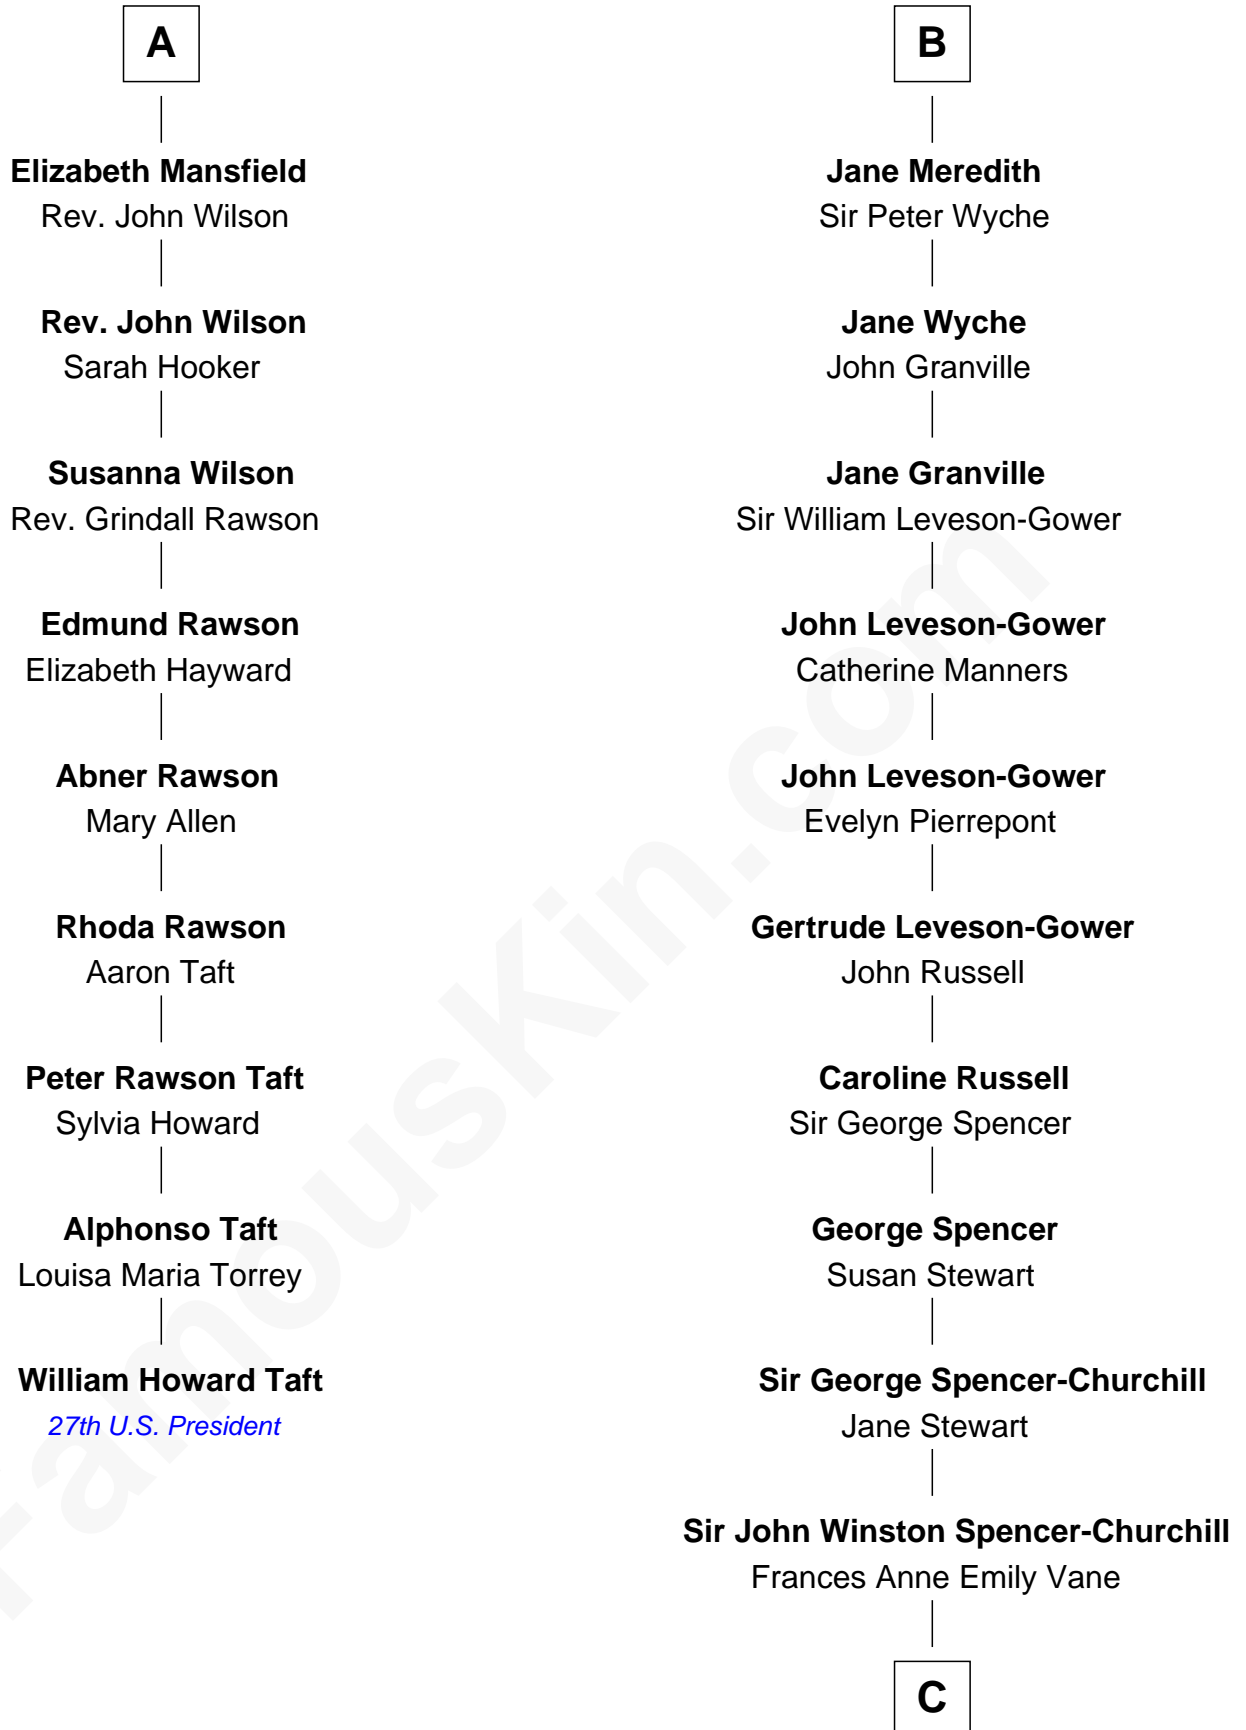 A
Elizabeth Mansfield
Rev. John Wilson
Rev. John Wilson
Sarah Hooker
Susanna Wilson
Rev. Grindall Rawson
Edmund Rawson
Elizabeth Hayward
Abner Rawson
Mary Allen
Rhoda Rawson
Aaron Taft
Peter Rawson Taft
Sylvia Howard
Alphonso Taft
Louisa Maria Torrey
William Howard Taft
27th U.S. President
B
Jane Meredith
Sir Peter Wyche
Jane Wyche
John Granville
Jane Granville
Sir William Leveson-Gower
John Leveson-Gower
Catherine Manners
John Leveson-Gower
Evelyn Pierrepont
Gertrude Leveson-Gower
John Russell
Caroline Russell
Sir George Spencer
George Spencer
Susan Stewart
Sir George Spencer-Churchill
Jane Stewart
Sir John Winston Spencer-Churchill
Frances Anne Emily Vane
C
FamousKin.com